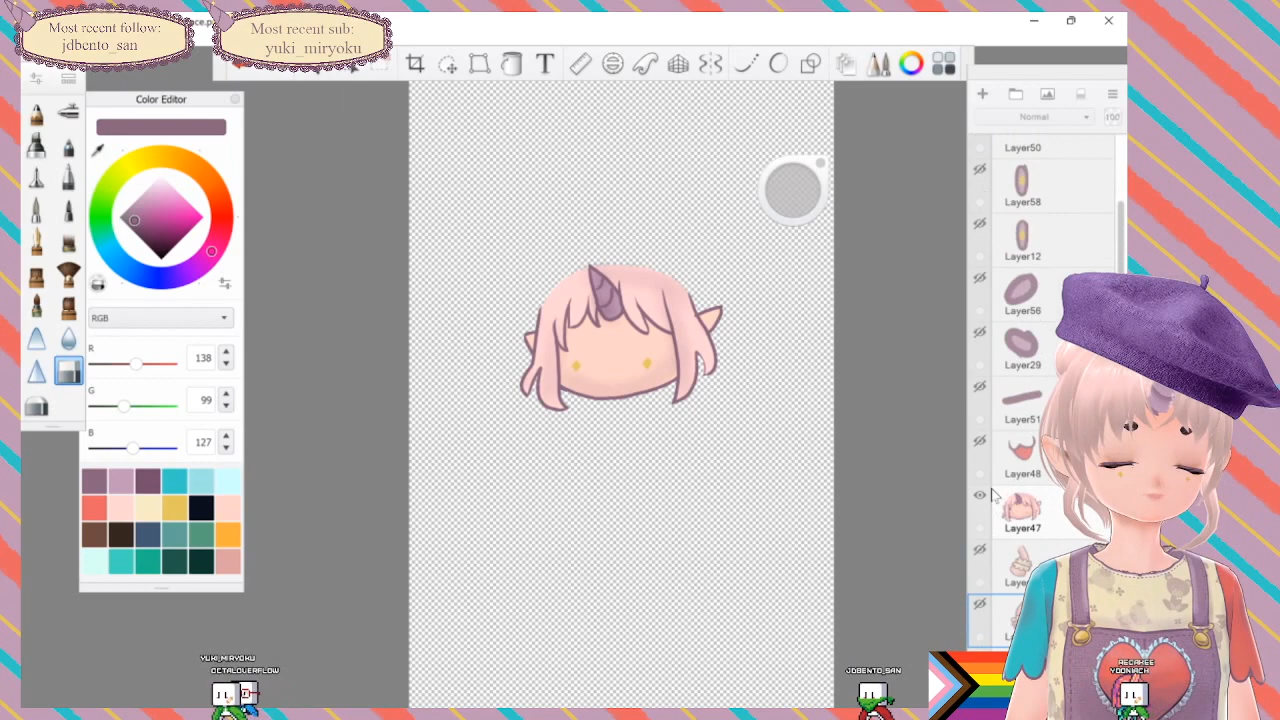 Most recent follow:
jdbento_san
Most recent sub:
yuki_miryoku
Color Editor
RGB
R
138
G
99
B
127
Normal
100
Layer50
Layer58
Layer12
Layer56
Layer29
Layer51
Layer48
Layer47
YUKI_MIRYOKU
OCTALOVERFLOW
JDBENTO_SAN